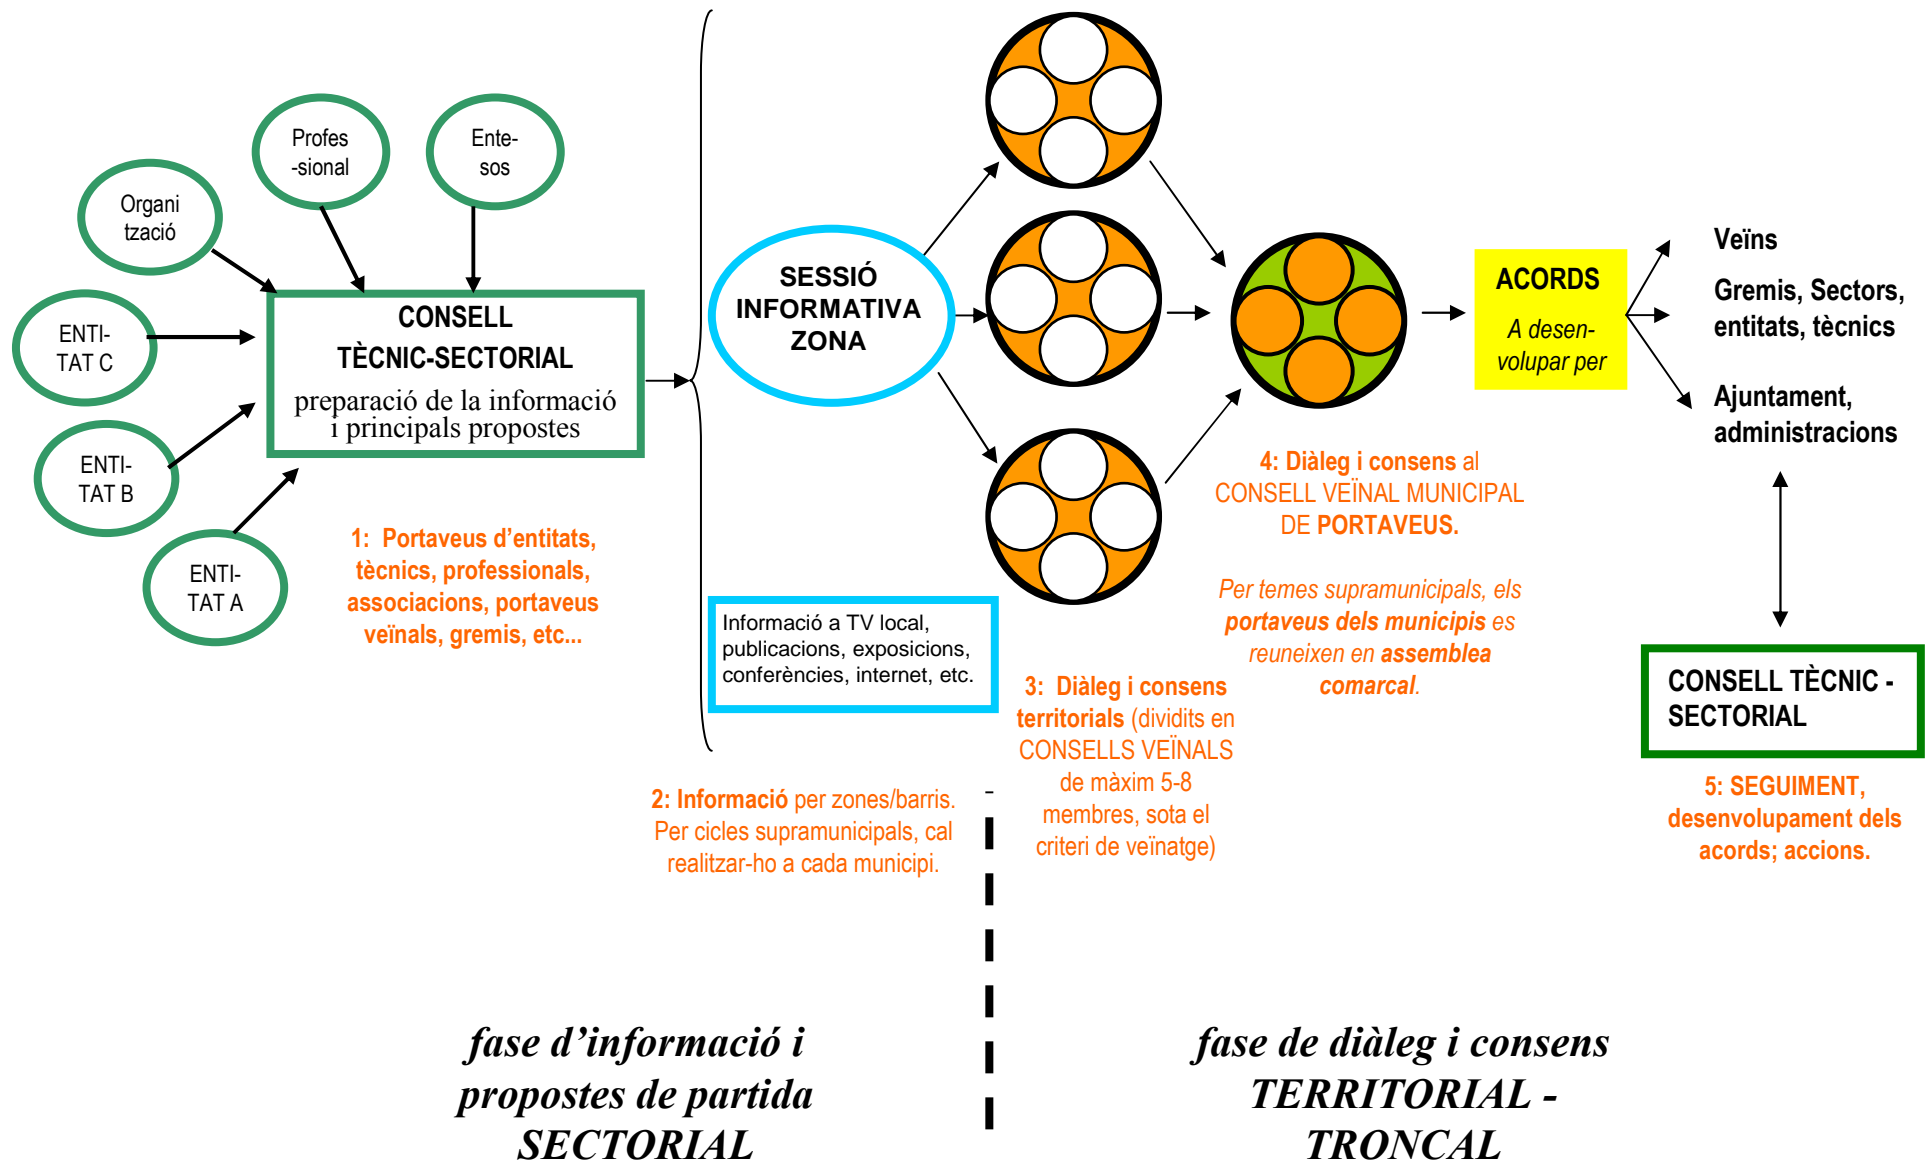 Profes
-sional
Ente-
sos
Organi
tzació
ENTI-
TAT C
ENTI-
TAT B
ENTI-
TAT A
CONSELL
TÈCNIC-SECTORIAL
preparació de la informació
i principals propostes
1:  Portaveus d’entitats,
tècnics, professionals,
associacions, portaveus
veïnals, gremis, etc...
SESSIÓ
INFORMATIVA
ZONA
Informació a TV local,
publicacions, exposicions,
conferències, internet, etc.
2: Informació per zones/barris.
Per cicles supramunicipals, cal
realitzar-ho a cada municipi.
3:  Diàleg i consens
territorials (dividits en
CONSELLS VEÏNALS
de màxim 5-8
membres, sota el
criteri de veïnatge)
4: Diàleg i consens al
CONSELL VEÏNAL MUNICIPAL
DE PORTAVEUS.
Per temes supramunicipals, els
portaveus dels municipis es
reuneixen en assemblea
comarcal.
ACORDS
A desen-
volupar per
Veïns
Gremis, Sectors,
entitats, tècnics
Ajuntament,
administracions
CONSELL TÈCNIC -
SECTORIAL
5: SEGUIMENT,
desenvolupament dels
acords; accions.
fase d’informació i
propostes de partida
SECTORIAL
fase de diàleg i consens
TERRITORIAL -
TRONCAL